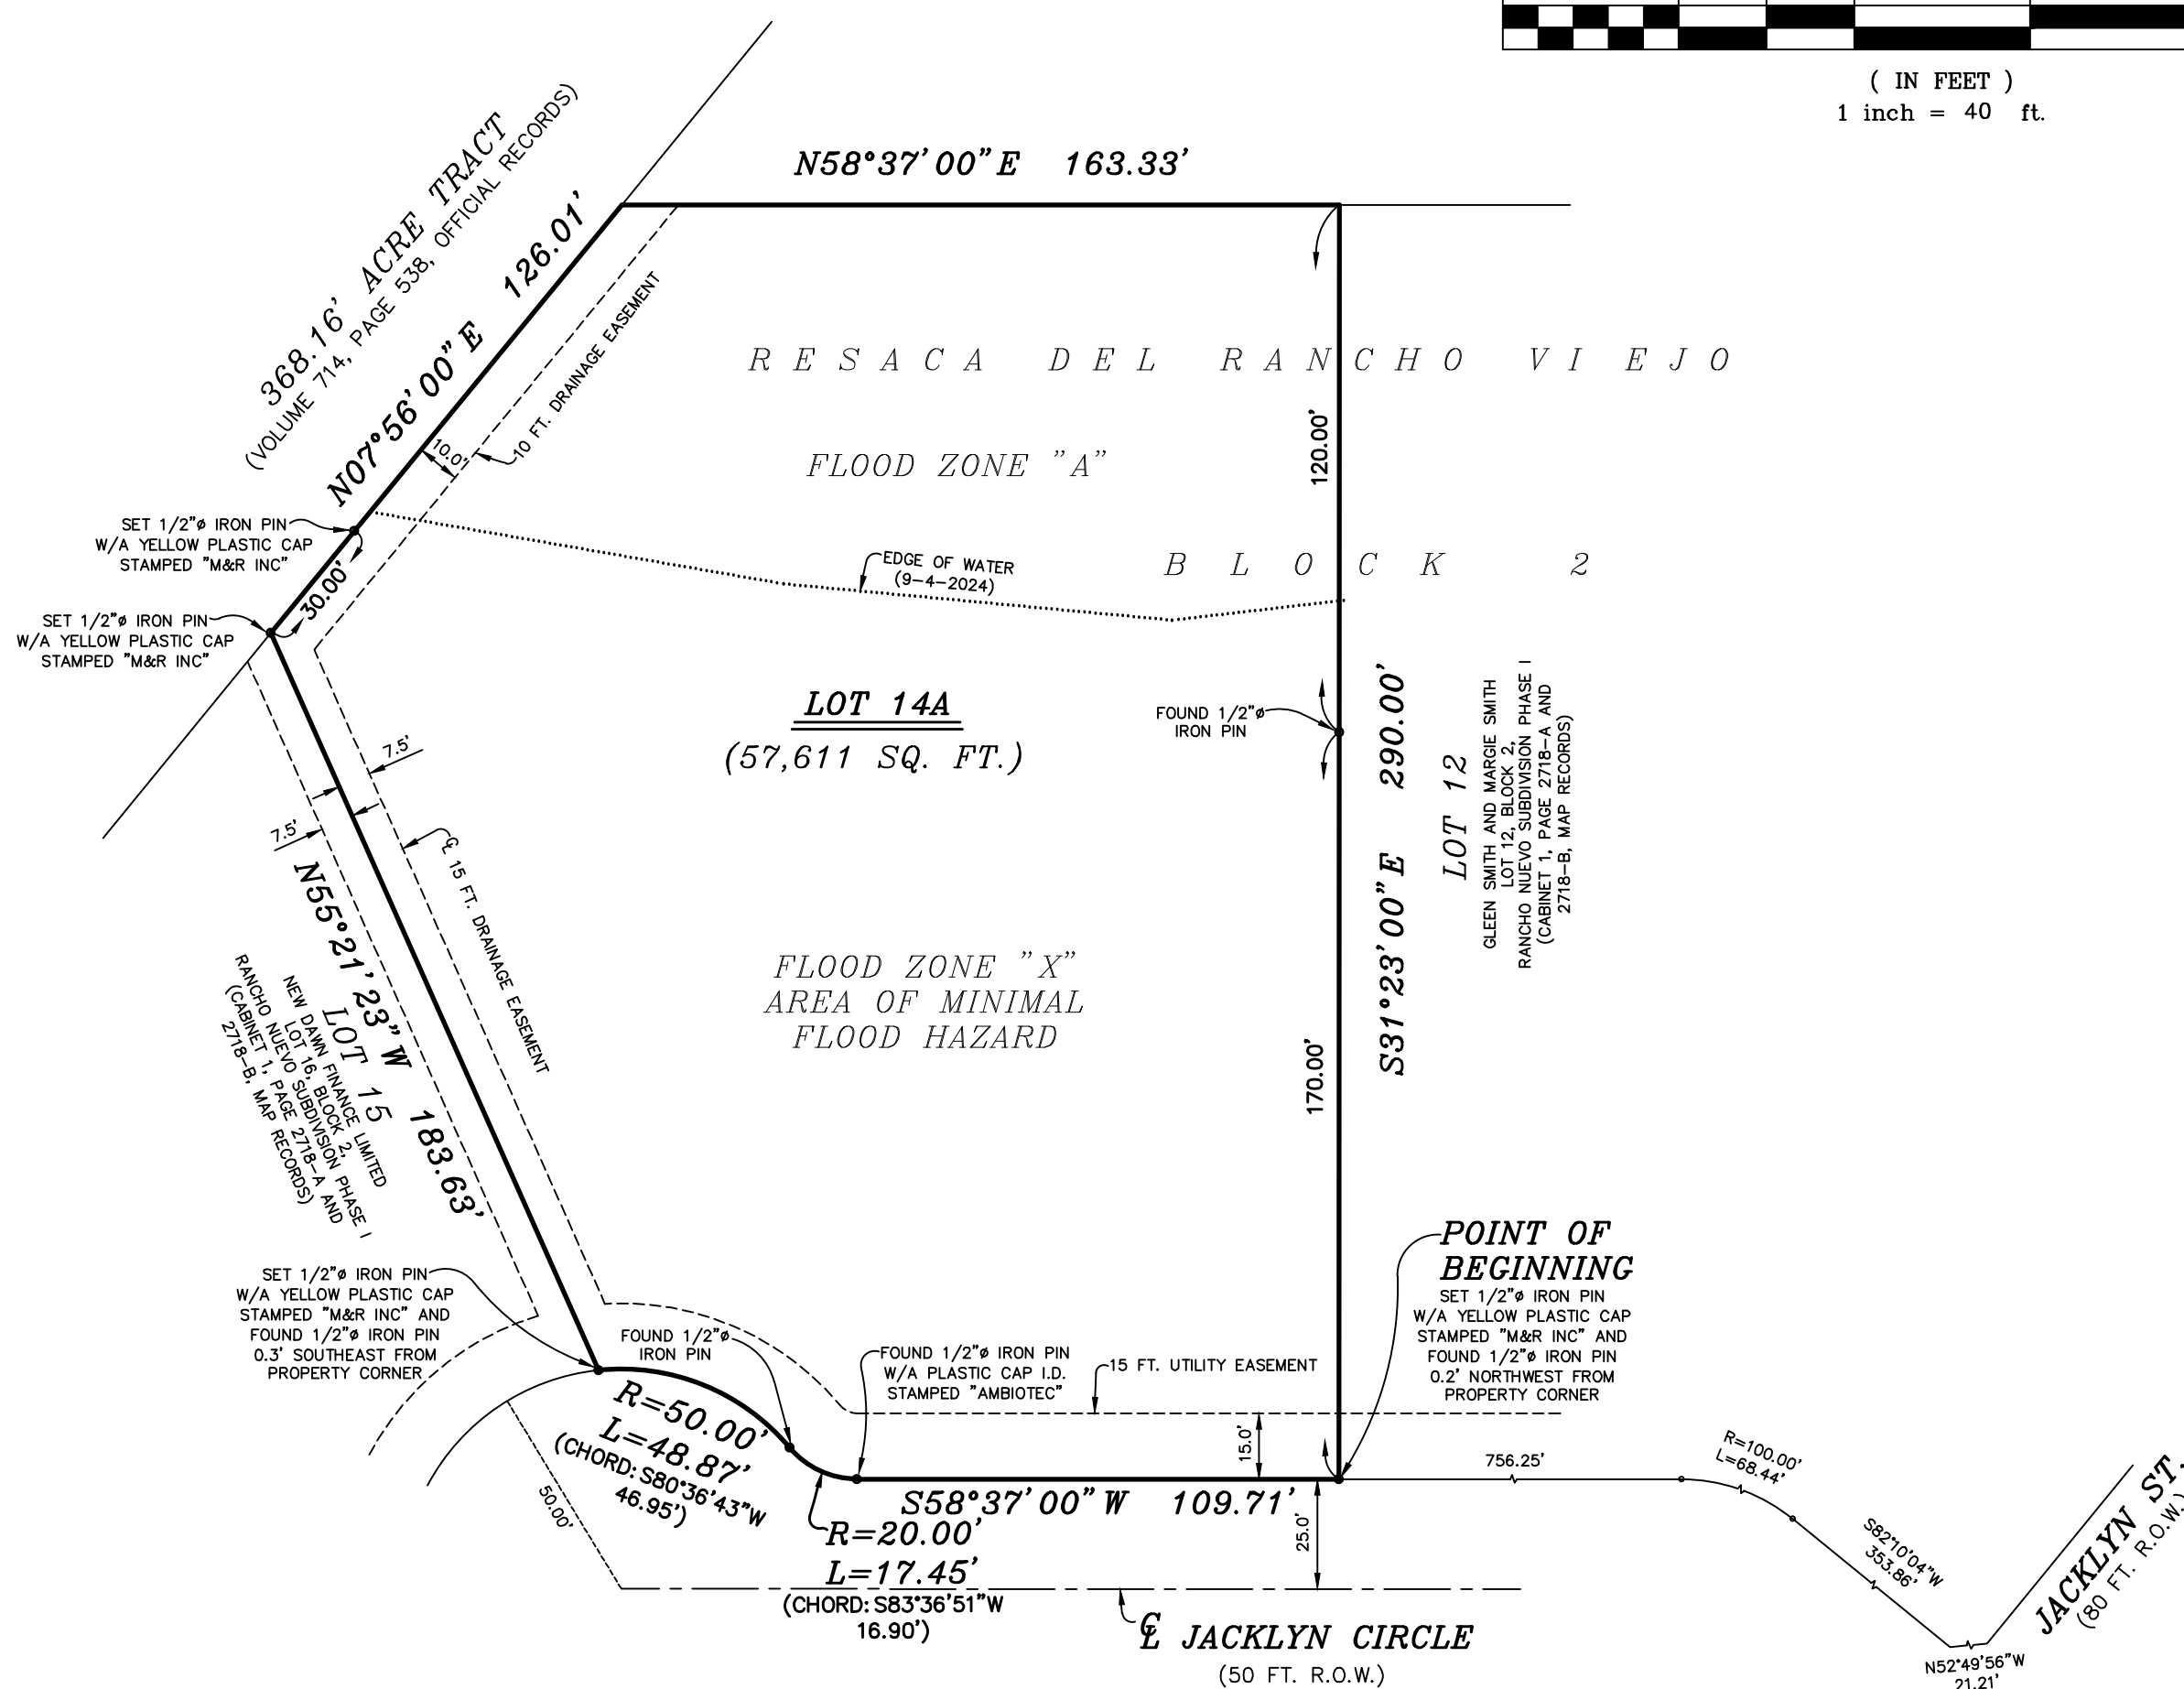 ( IN FEET )
1 inch = 40 ft.
N58°37'00"E 163.33'
368.16' ACRE TRACT
(VOLUME 714, PAGE 538, OFFICIAL RECORDS)
N07°56'00"E 126.01'
10 FT. DRAINAGE EASEMENT
10.0'
RESACA DEL RANCHO VIEJO
FLOOD ZONE "A"
120.00'
BLOCK 2
SET 1/2"ø IRON PIN
W/A YELLOW PLASTIC CAP
STAMPED "M&R INC"
30.00'
EDGE OF WATER
(9-4-2024)
SET 1/2"ø IRON PIN
W/A YELLOW PLASTIC CAP
STAMPED "M&R INC"
LOT 14A
(57,611 SQ. FT.)
FOUND 1/2"ø
IRON PIN
S31°23'00"E 290.00'
LOT 12
GLEEN SMITH AND MARGIE SMITH
LOT 12, BLOCK 2,
RANCHO NUEVO SUBDIVISION PHASE I
(CABINET 1, PAGE 2718-A AND
2718-B, MAP RECORDS)
7.5'
7.5'
℄ 15 FT. DRAINAGE EASEMENT
N55°21'23"W 183.63'
LOT 15
NEW DAWN FINANCE LIMITED
LOT 16, BLOCK 2,
RANCHO NUEVO SUBDIVISION PHASE I
(CABINET 1, PAGE 2718-A AND
2718-B, MAP RECORDS)
FLOOD ZONE "X"
AREA OF MINIMAL
FLOOD HAZARD
170.00'
POINT OF
BEGINNING
SET 1/2"ø IRON PIN
W/A YELLOW PLASTIC CAP
STAMPED "M&R INC" AND
FOUND 1/2"ø IRON PIN
0.2' NORTHWEST FROM
PROPERTY CORNER
SET 1/2"ø IRON PIN
W/A YELLOW PLASTIC CAP
STAMPED "M&R INC" AND
FOUND 1/2"ø IRON PIN
0.3' SOUTHEAST FROM
PROPERTY CORNER
FOUND 1/2"ø
IRON PIN
FOUND 1/2"ø IRON PIN
W/A PLASTIC CAP I.D.
STAMPED "AMBIOTEC"
15 FT. UTILITY EASEMENT
15.0'
R=50.00'
L=48.87'
(CHORD: S80°36'43"W
46.95')
50.00'
S58°37'00"W 109.71'
25.0'
R=20.00'
L=17.45'
(CHORD: S83°36'51"W
16.90')
756.25'
R=100.00'
L=68.44'
S82°10'04"W
353.86'
N52°49'56"W
21.21'
JACKLYN ST.
(80 FT. R.O.W.)
℄ JACKLYN CIRCLE
(50 FT. R.O.W.)